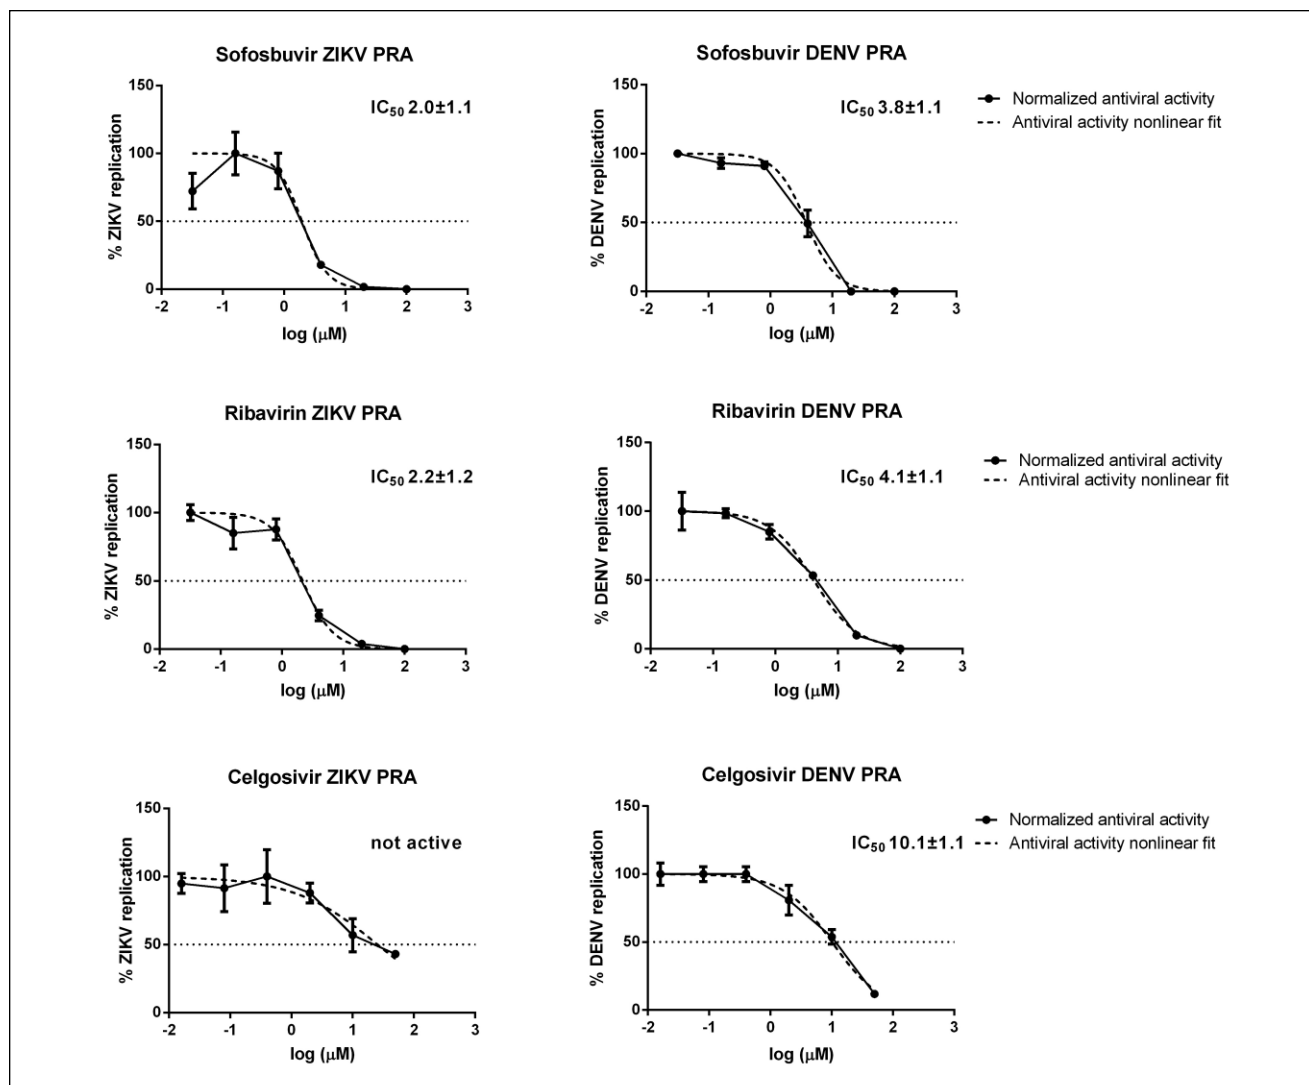 Sofosbuvir ZIKV PRA
150
100
50
0
% ZIKV replication
IC50 2.0±1.1
-2 -1 0 1 2 3
log (µM)
Sofosbuvir DENV PRA
150
100
50
0
% DENV replication
IC50 3.8±1.1
-2 -1 0 1 2 3
log (µM)
Normalized antiviral activity
Antiviral activity nonlinear fit
Ribavirin ZIKV PRA
150
100
50
0
% ZIKV replication
IC50 2.2±1.2
-2 -1 0 1 2 3
log (µM)
Ribavirin DENV PRA
150
100
50
0
% DENV replication
IC50 4.1±1.1
-2 -1 0 1 2 3
log (µM)
Normalized antiviral activity
Antiviral activity nonlinear fit
Celgosivir ZIKV PRA
150
100
50
0
% ZIKV replication
not active
-2 -1 0 1 2 3
log (µM)
Celgosivir DENV PRA
150
100
50
0
% DENV replication
IC50 10.1±1.1
-2 -1 0 1 2 3
log (µM)
Normalized antiviral activity
Antiviral activity nonlinear fit